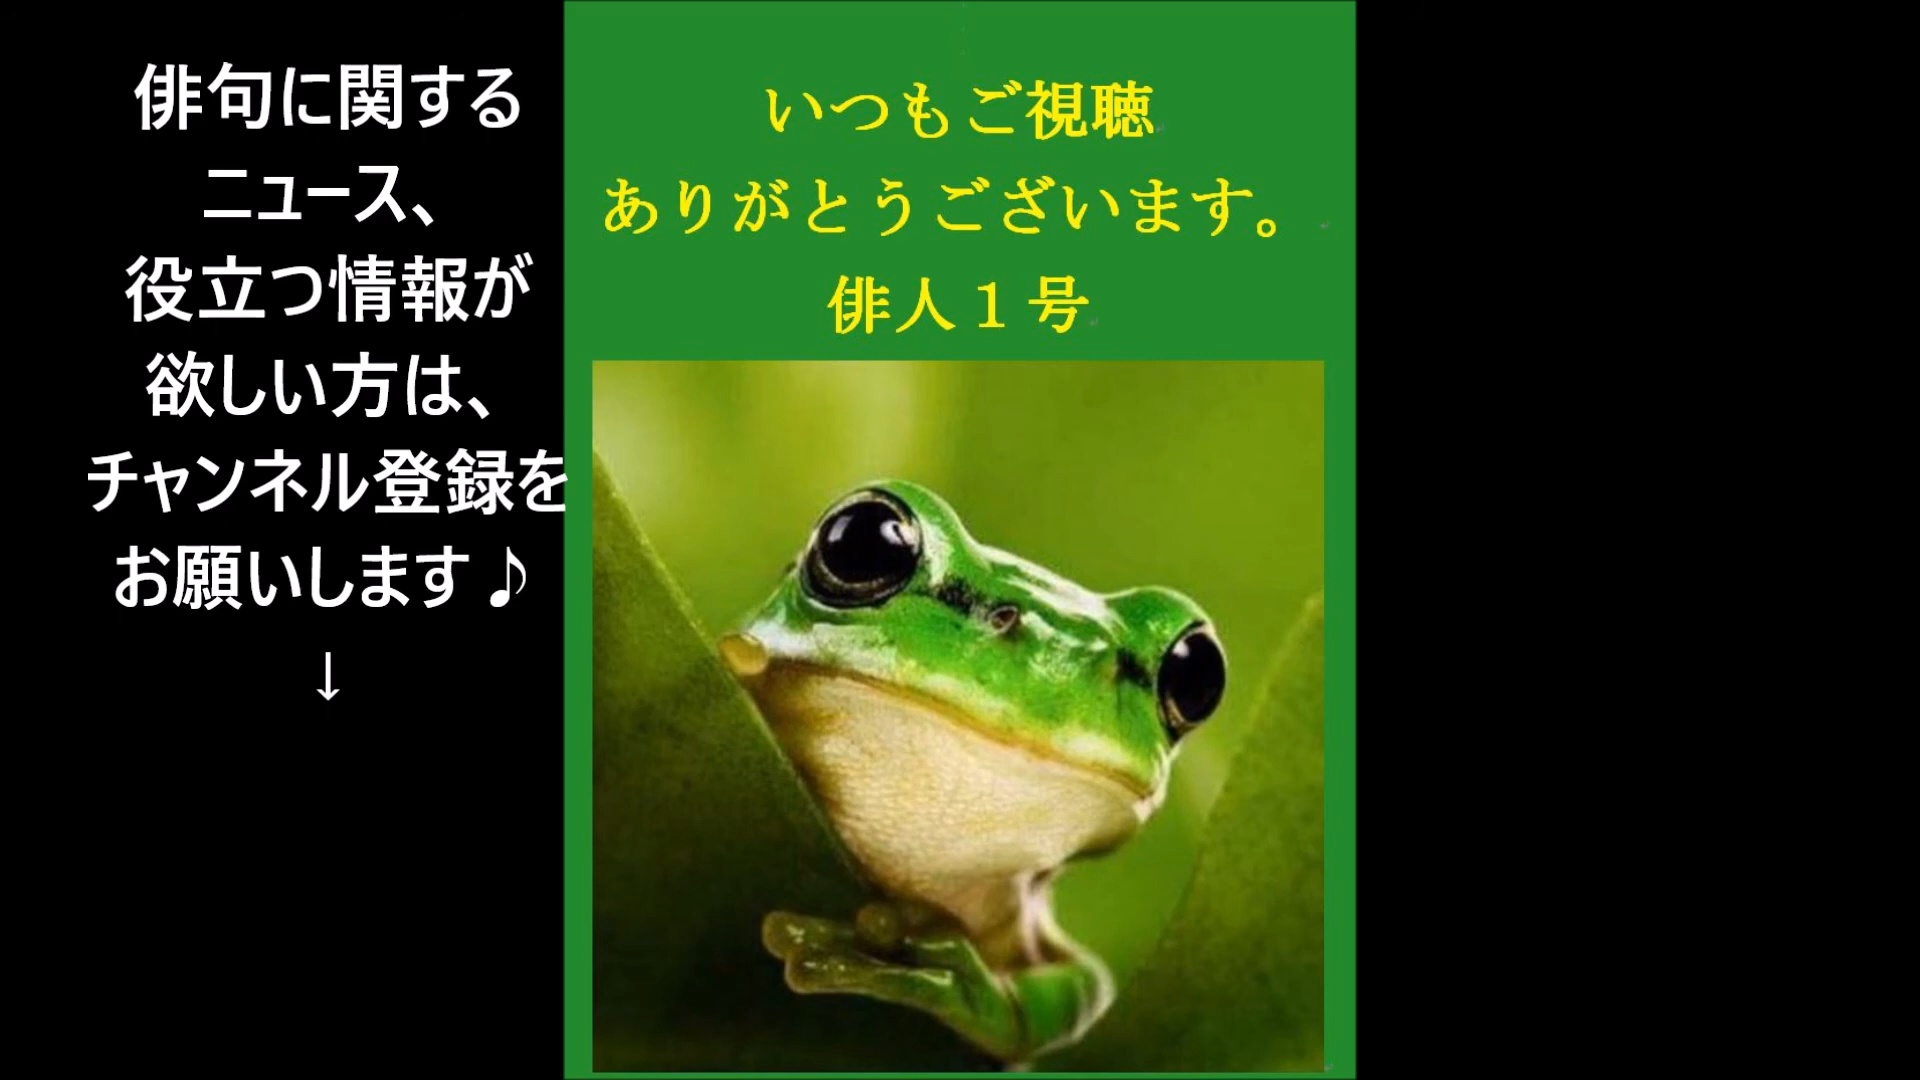 俳句に関する
ニュース、
役立つ情報が
欲しい方は、
チャンネル登録を
お願いします♪
↓
いつもご視聴
ありがとうございます。
俳人１号